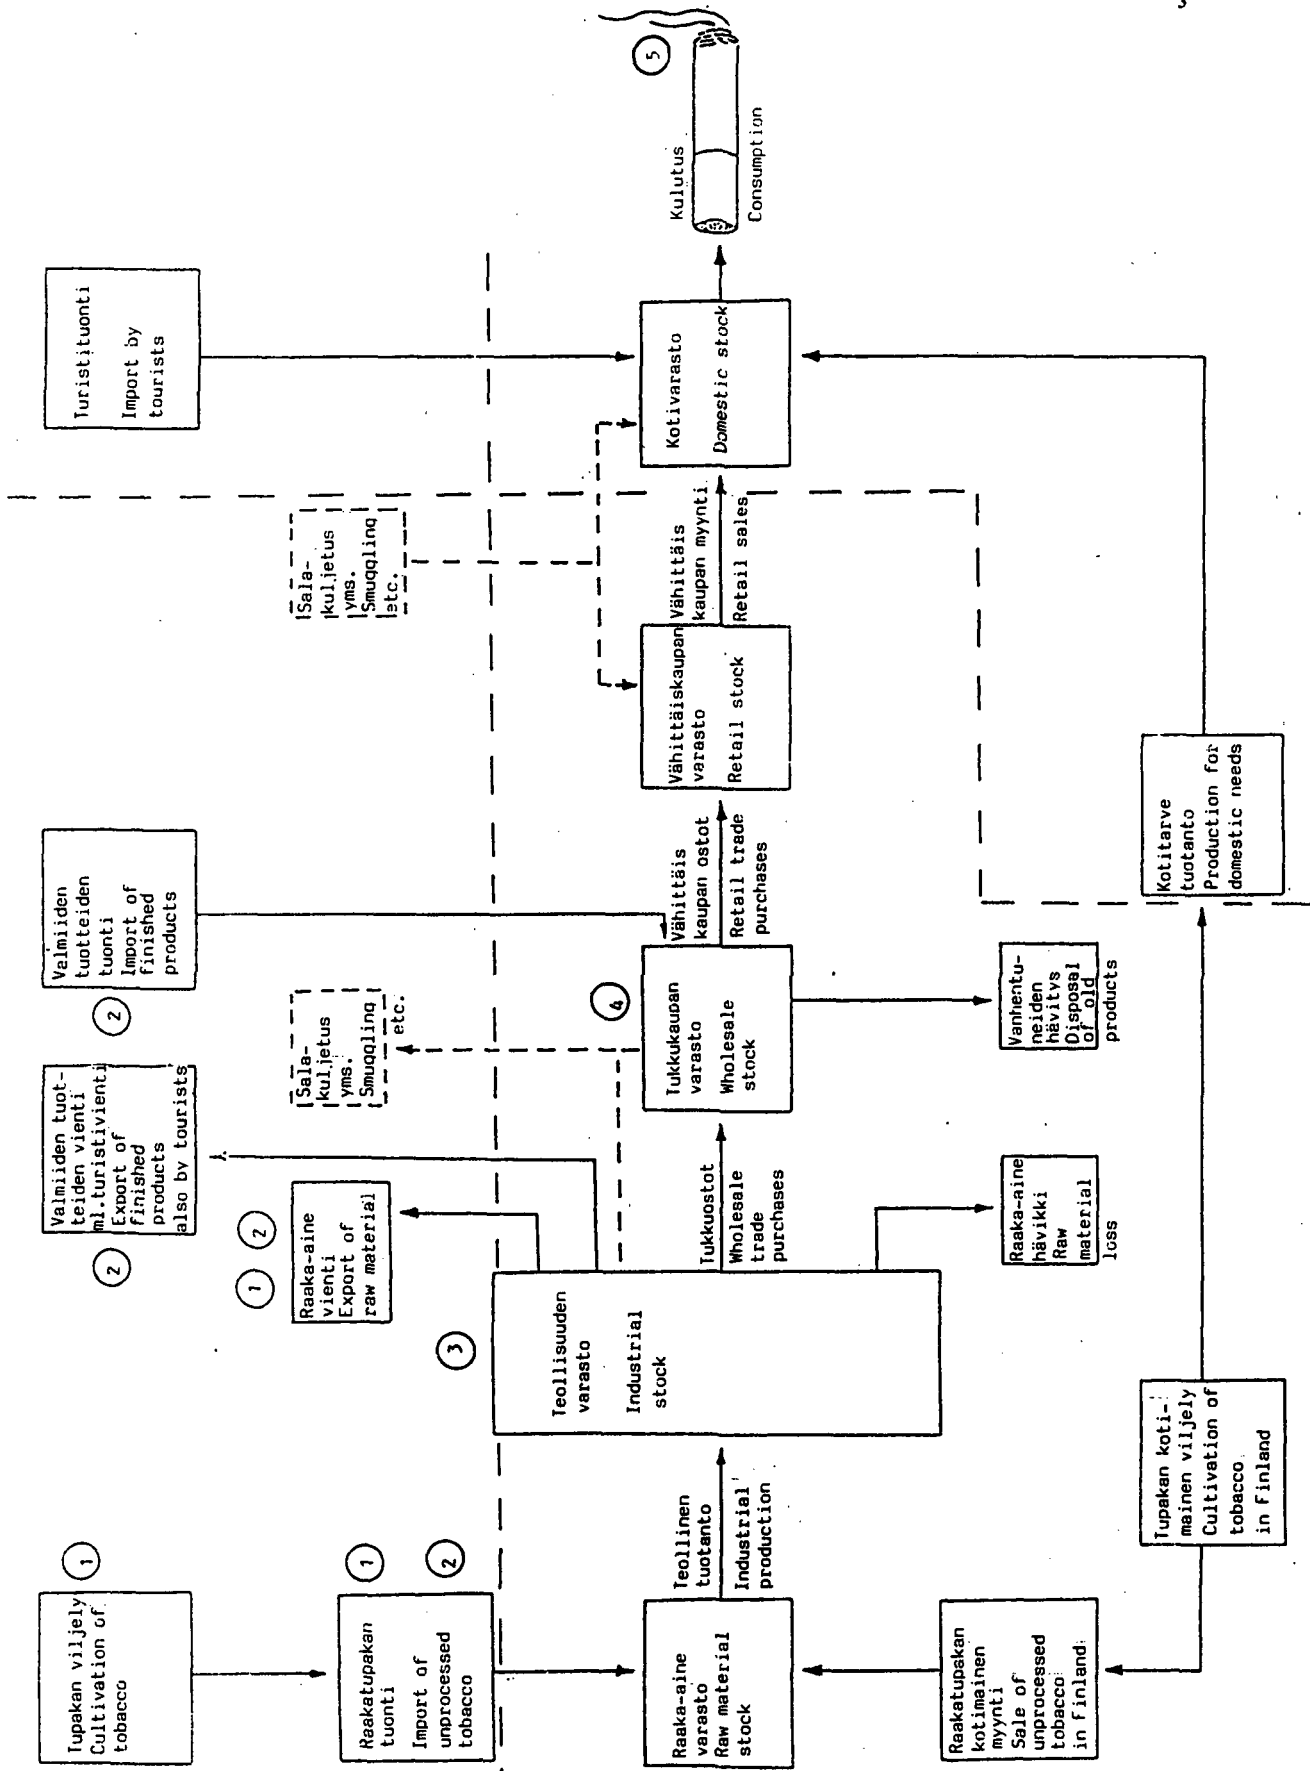 Tupakan viljely
Cultivation of
tobacco
1
Raakatupakan
tuonti
Import of
unprocessed
tobacco
1
2
Raaka-aine
varasto
Raw material
stock
Raakatupakan
kotimainen
myynti
Sale of
unprocessed
tobacco
in Finland
Tupakan koti-
mainen viljely
Cultivation of
tobacco
in Finland
Teollinen
tuotanto
Industrial
production
3
Teollisuuden
varasto
Industrial
stock
Valmiiden tuot-
teiden vienti
ml.turistivienti
Export of
finished
products
also by tourists
2
1
2
Raaka-aine
vienti
Export of
raw material
Sala-
kuljetus
yms.
Smuggling
etc.
Tukkuostot
Wholesale
trade
purchases
Raaka-aine
hävikki
Raw
material
loss
Valmiiden
tuotteiden
tuonti
Import of
finished
products
2
4
Tukkukaupan
varasto
Wholesale
stock
Vanhentu-
neiden
hävitys
Disposal
of old
products
Vähittäis
kaupan ostot
Retail trade
purchases
Vähittäiskaupan
varasto
Retail stock
Kotitarve
tuotanto
Production for
domestic needs
Sala-
kuljetus
yms.
Smuggling
etc.
Vähittäis
kaupan myynti
Retail sales
Turistituonti
Import by
tourists
Kotivarasto
Domestic stock
Kulutus
Consumption
5